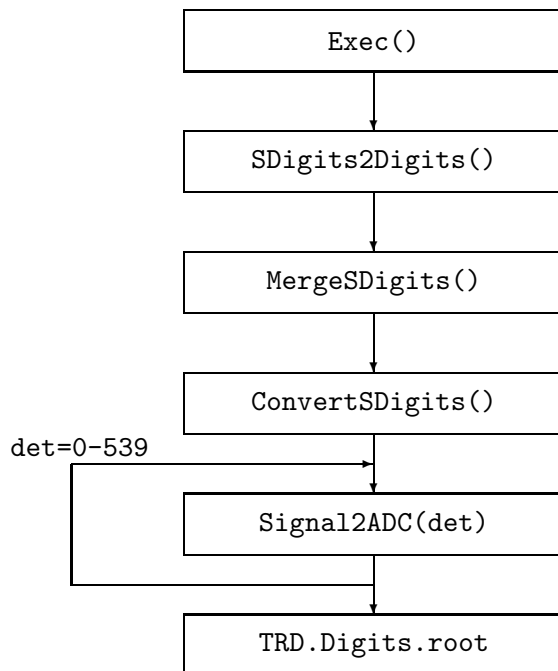 Exec()
SDigits2Digits()
MergeSDigits()
ConvertSDigits()
det=0-539
Signal2ADC(det)
TRD.Digits.root